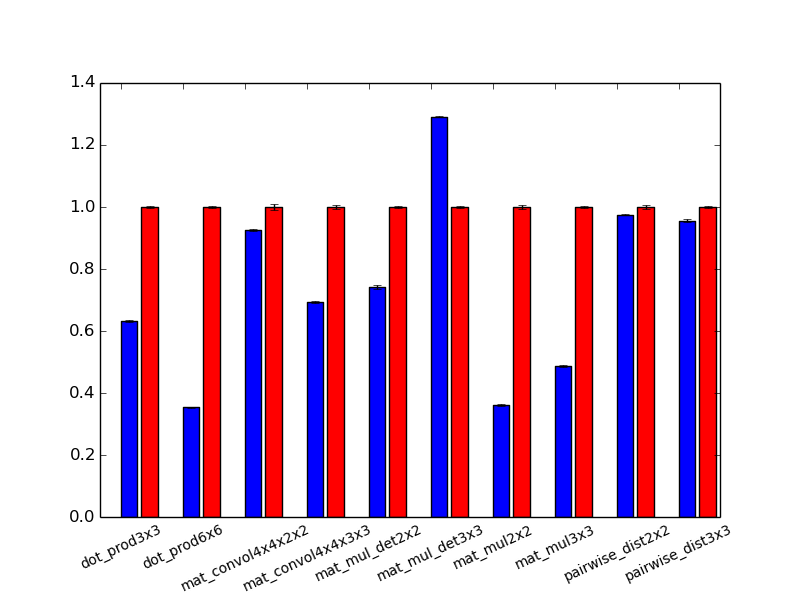 1.4
1.2
1.0
0.8
0.6
0.4
0.2
0.0
dot_prod3x3
dot_prod6x6
mat_convol4x4x2x2
mat_convol4x4x3x3
mat_mul_det2x2
mat_mul_det3x3
mat_mul2x2
mat_mul3x3
pairwise_dist2x2
pairwise_dist3x3